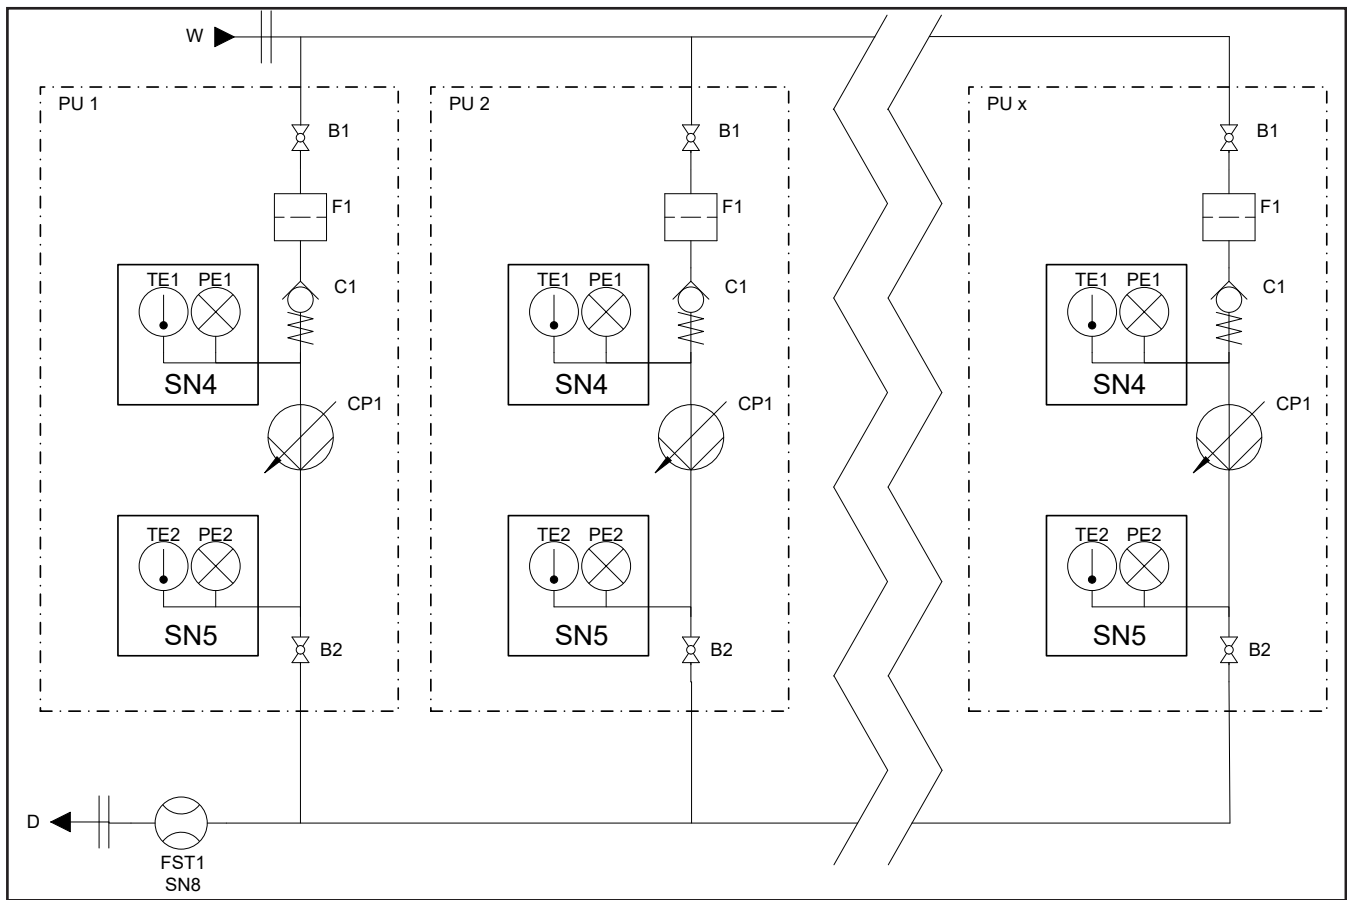 W
PU 1
B1
F1
TE1 PE1
C1
SN4
CP1
TE2 PE2
SN5
B2
PU 2
B1
F1
TE1 PE1
C1
SN4
CP1
TE2 PE2
SN5
B2
PU x
B1
F1
TE1 PE1
C1
SN4
CP1
TE2 PE2
SN5
B2
D
FST1
SN8